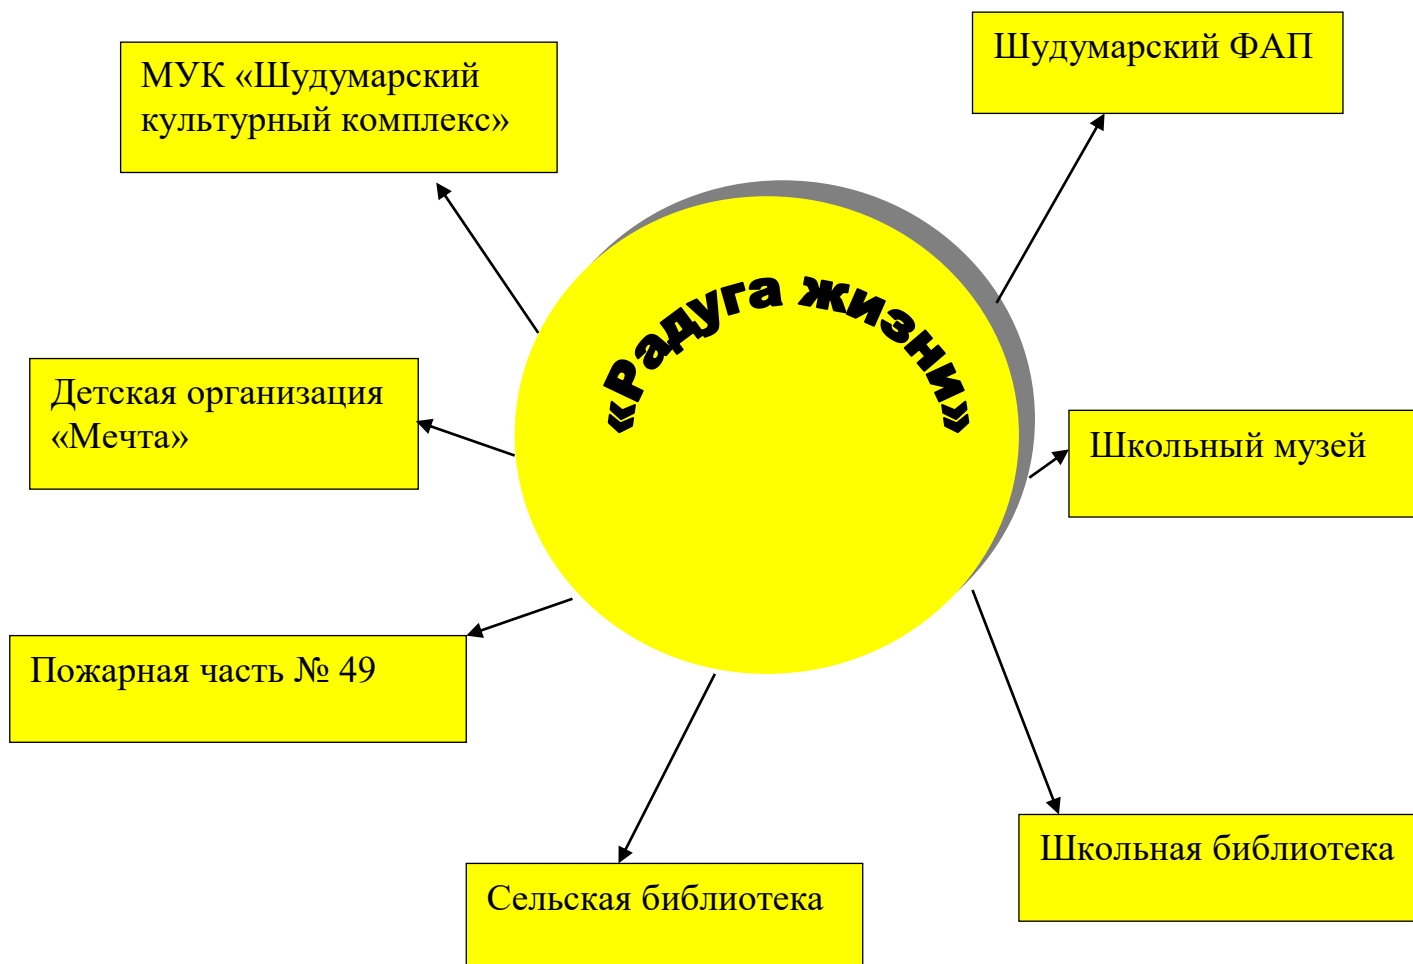 Шудумарский ФАП
МУК «Шудумарский
культурный комплекс»
«Радуга жизни»
Детская организация
«Мечта»
Школьный музей
Пожарная часть № 49
Школьная библиотека
Сельская библиотека